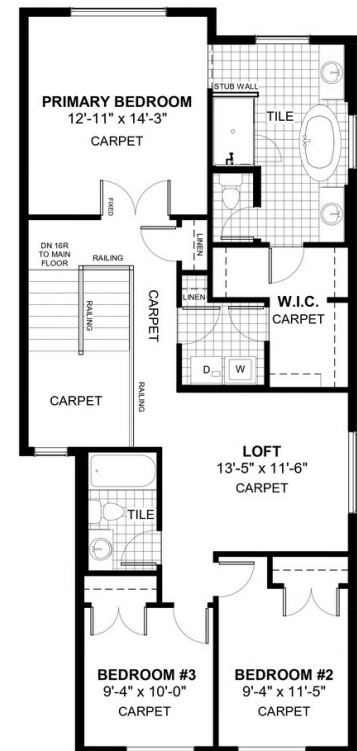 STUB WALL
PRIMARY BEDROOM
12'-11" x 14'-3"
CARPET
TILE
FIXED
LINEN
DN 16R
TO MAIN
FLOOR
RAILING
RAILING
CARPET
LINEN
W.I.C.
CARPET
D
W
CARPET
RAILING
LOFT
13'-5" x 11'-6"
CARPET
TILE
BEDROOM #3
9'-4" x 10'-0"
CARPET
BEDROOM #2
9'-4" x 11'-5"
CARPET